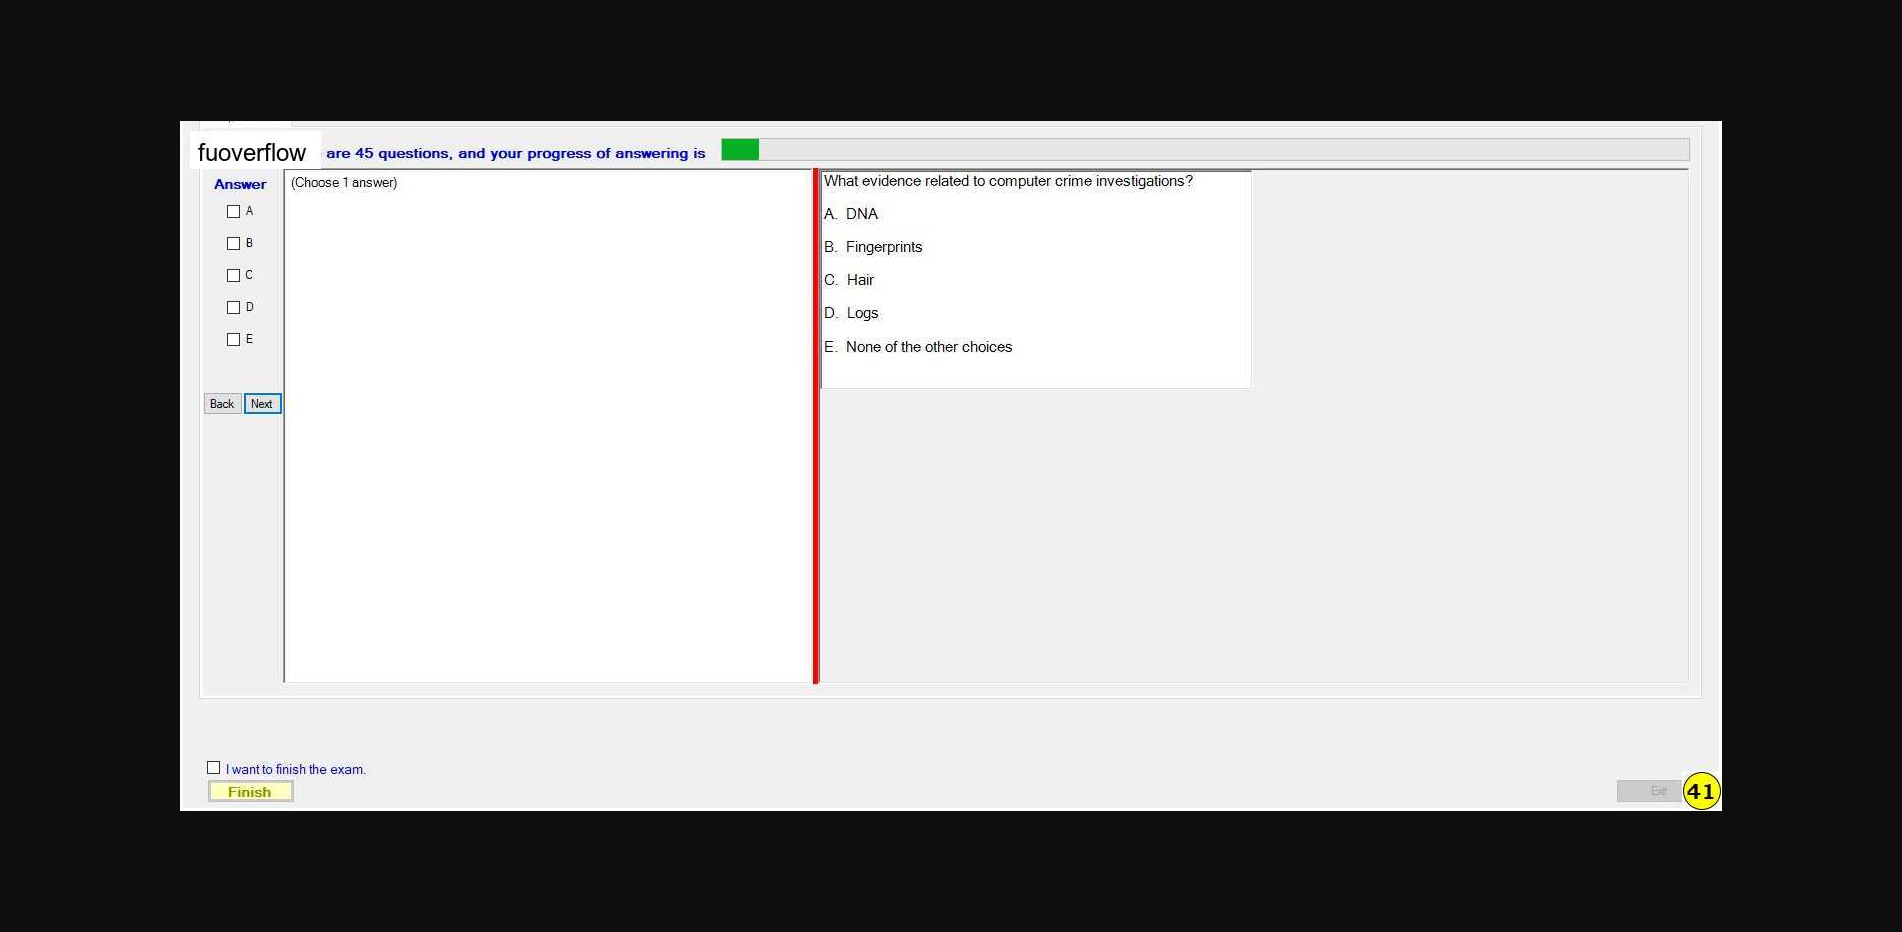 fuoverflow are 45 questions, and your progress of answering is
Answer
(Choose 1 answer)
A
B
C
D
E
Back Next
What evidence related to computer crime investigations?
A. DNA
B. Fingerprints
C. Hair
D. Logs
E. None of the other choices
I want to finish the exam.
Finish
Exit
41